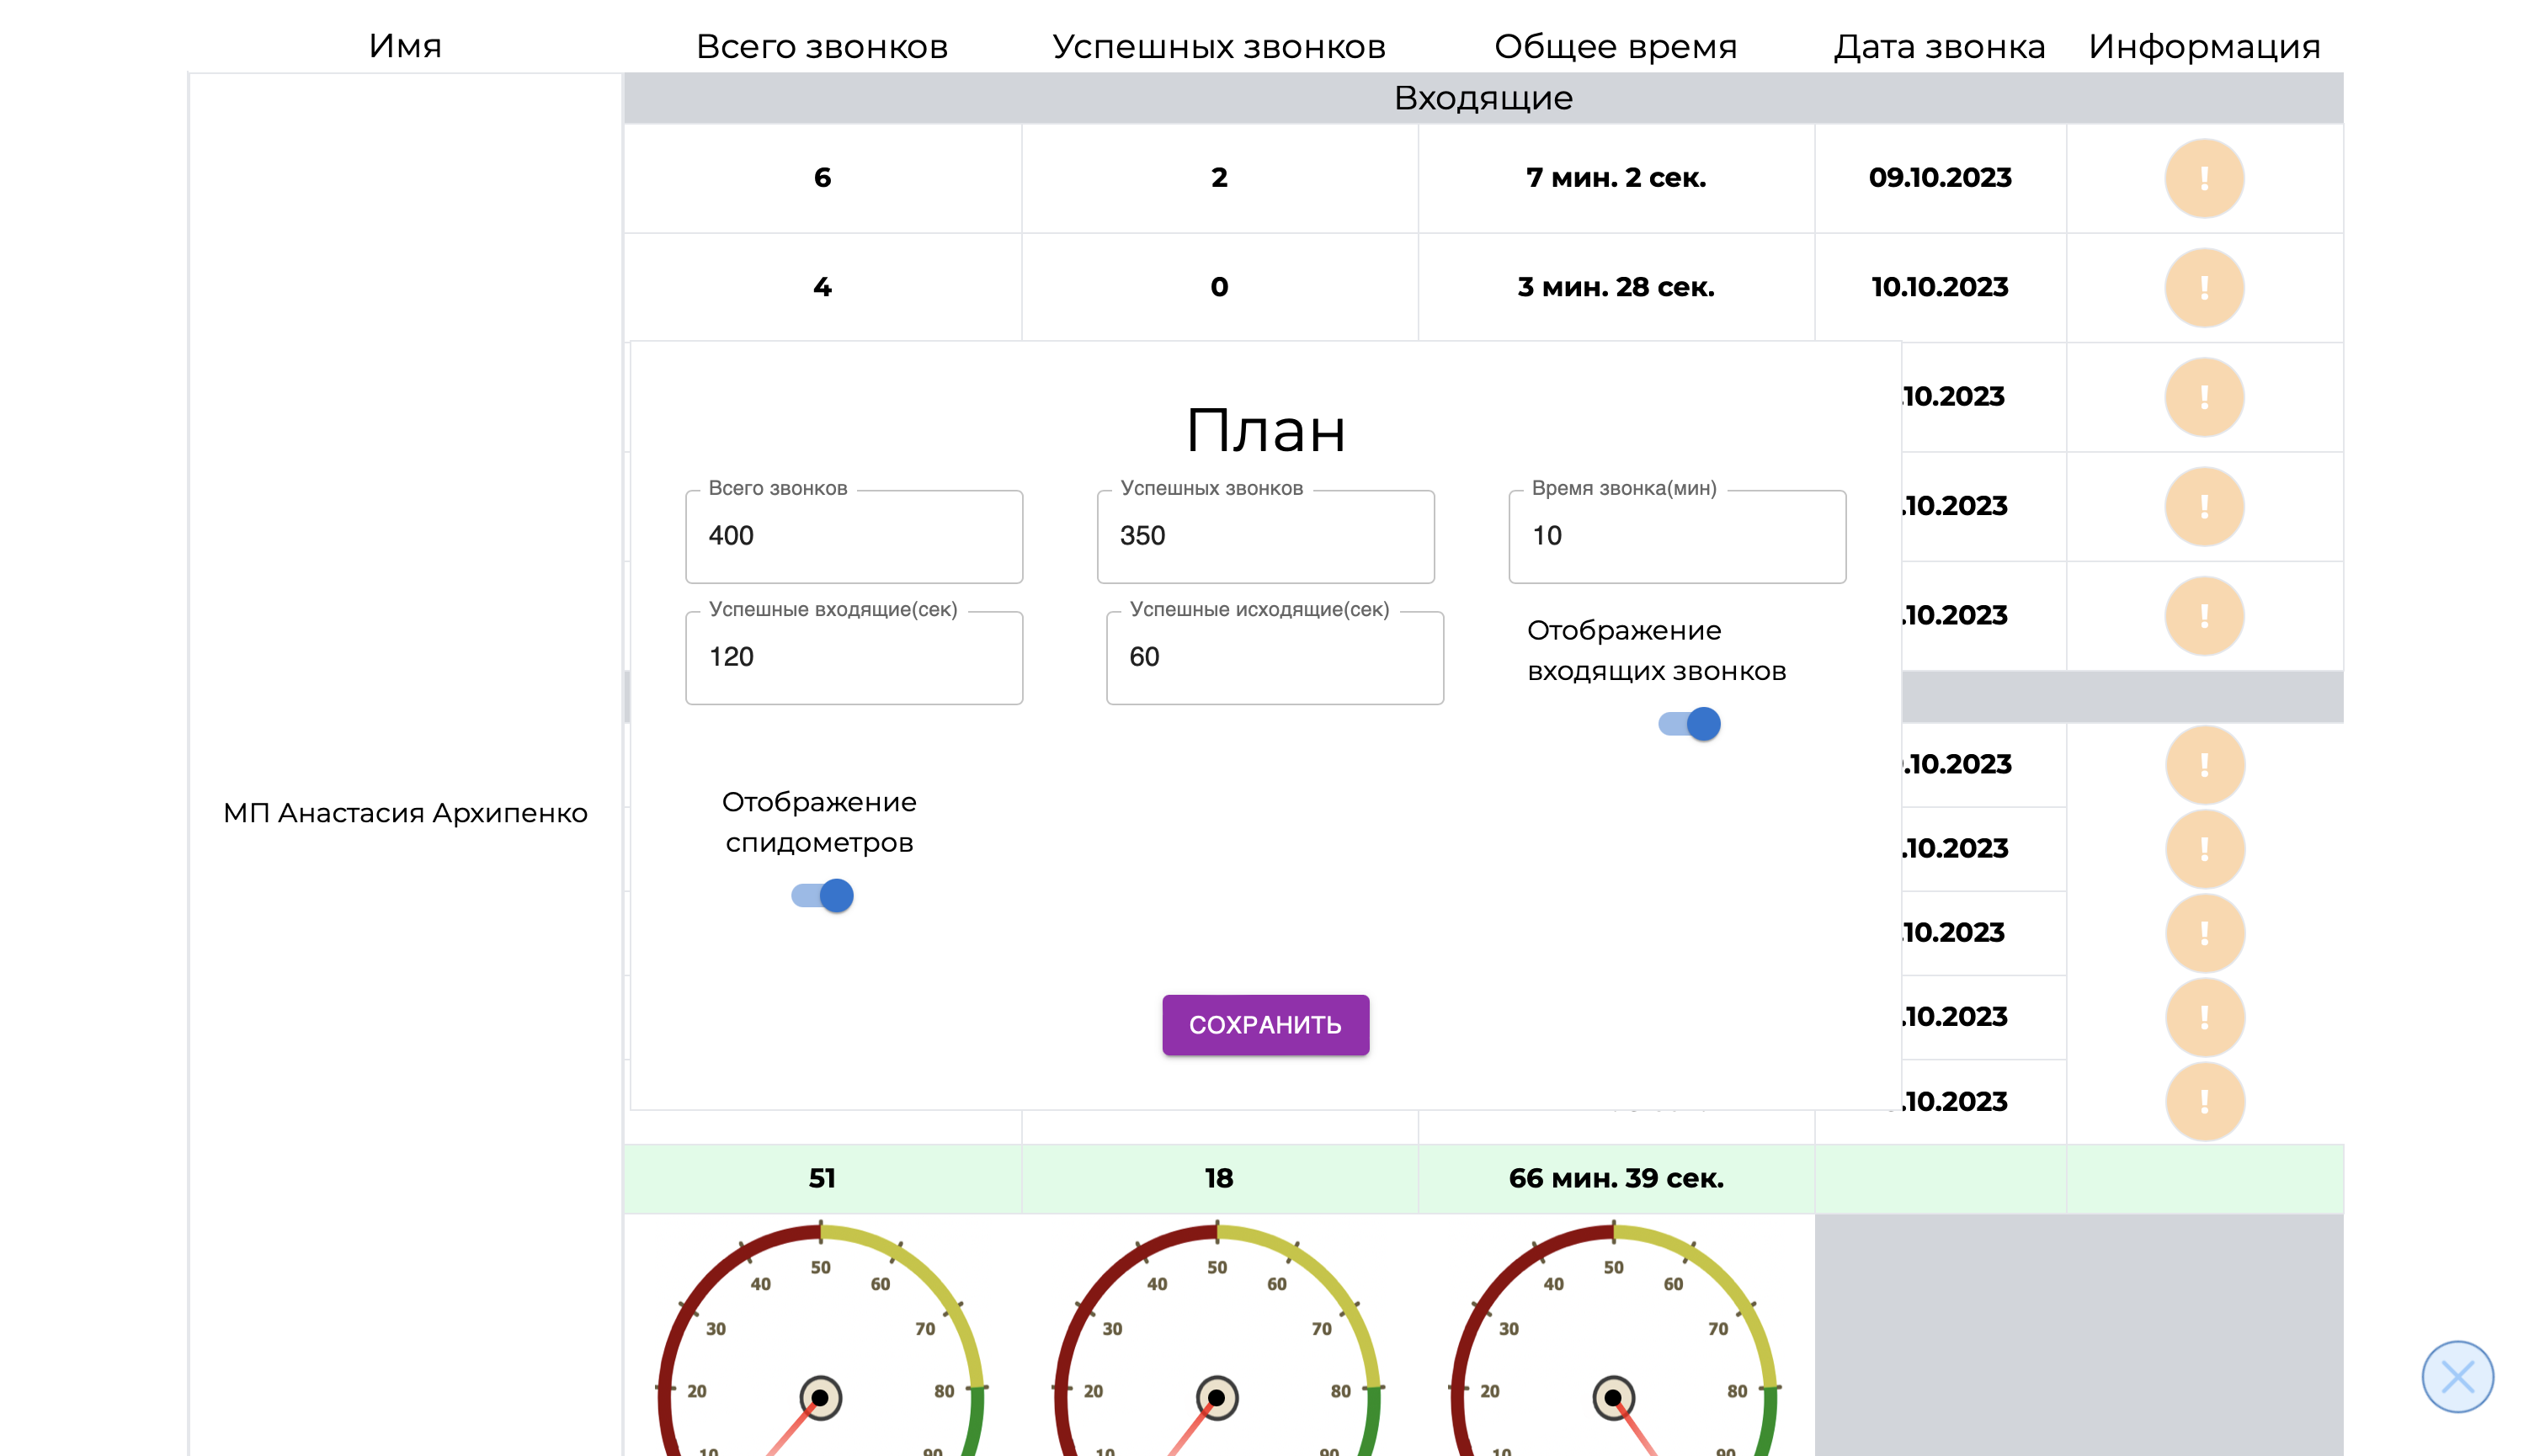 Имя Всего звонков Успешных звонков Общее время Дата звонка Информация
Входящие
6 2 7 мин. 2 сек. 09.10.2023 !
4 0 3 мин. 28 сек. 10.10.2023 !
.10.2023 !
.10.2023 !
.10.2023 !
План
Всего звонков Успешных звонков Время звонка(мин)
400 350 10
Успешные входящие(сек) Успешные исходящие(сек)
120 60
Отображение
входящих звонков
Отображение
спидометров
СОХРАНИТЬ
МП Анастасия Архипенко
.10.2023 !
.10.2023 !
.10.2023 !
.10.2023 !
.10.2023 !
51 18 66 мин. 39 сек.
10 20 30 40 50 60 70 80 90
10 20 30 40 50 60 70 80 90
10 20 30 40 50 60 70 80 90